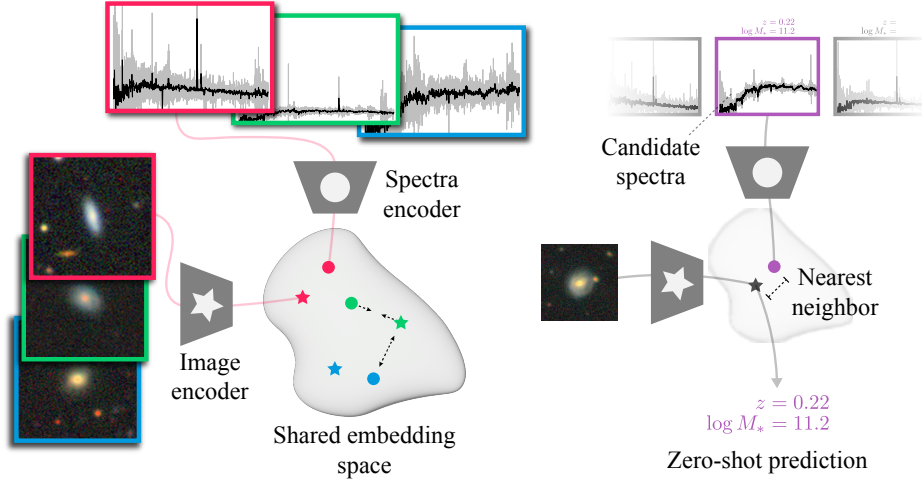 z = 0.22
log M* = 11.2
z =
log M* =
Candidate
spectra
Spectra
encoder
Image
encoder
Shared embedding
space
Nearest
neighbor
z = 0.22
log M* = 11.2
Zero-shot prediction